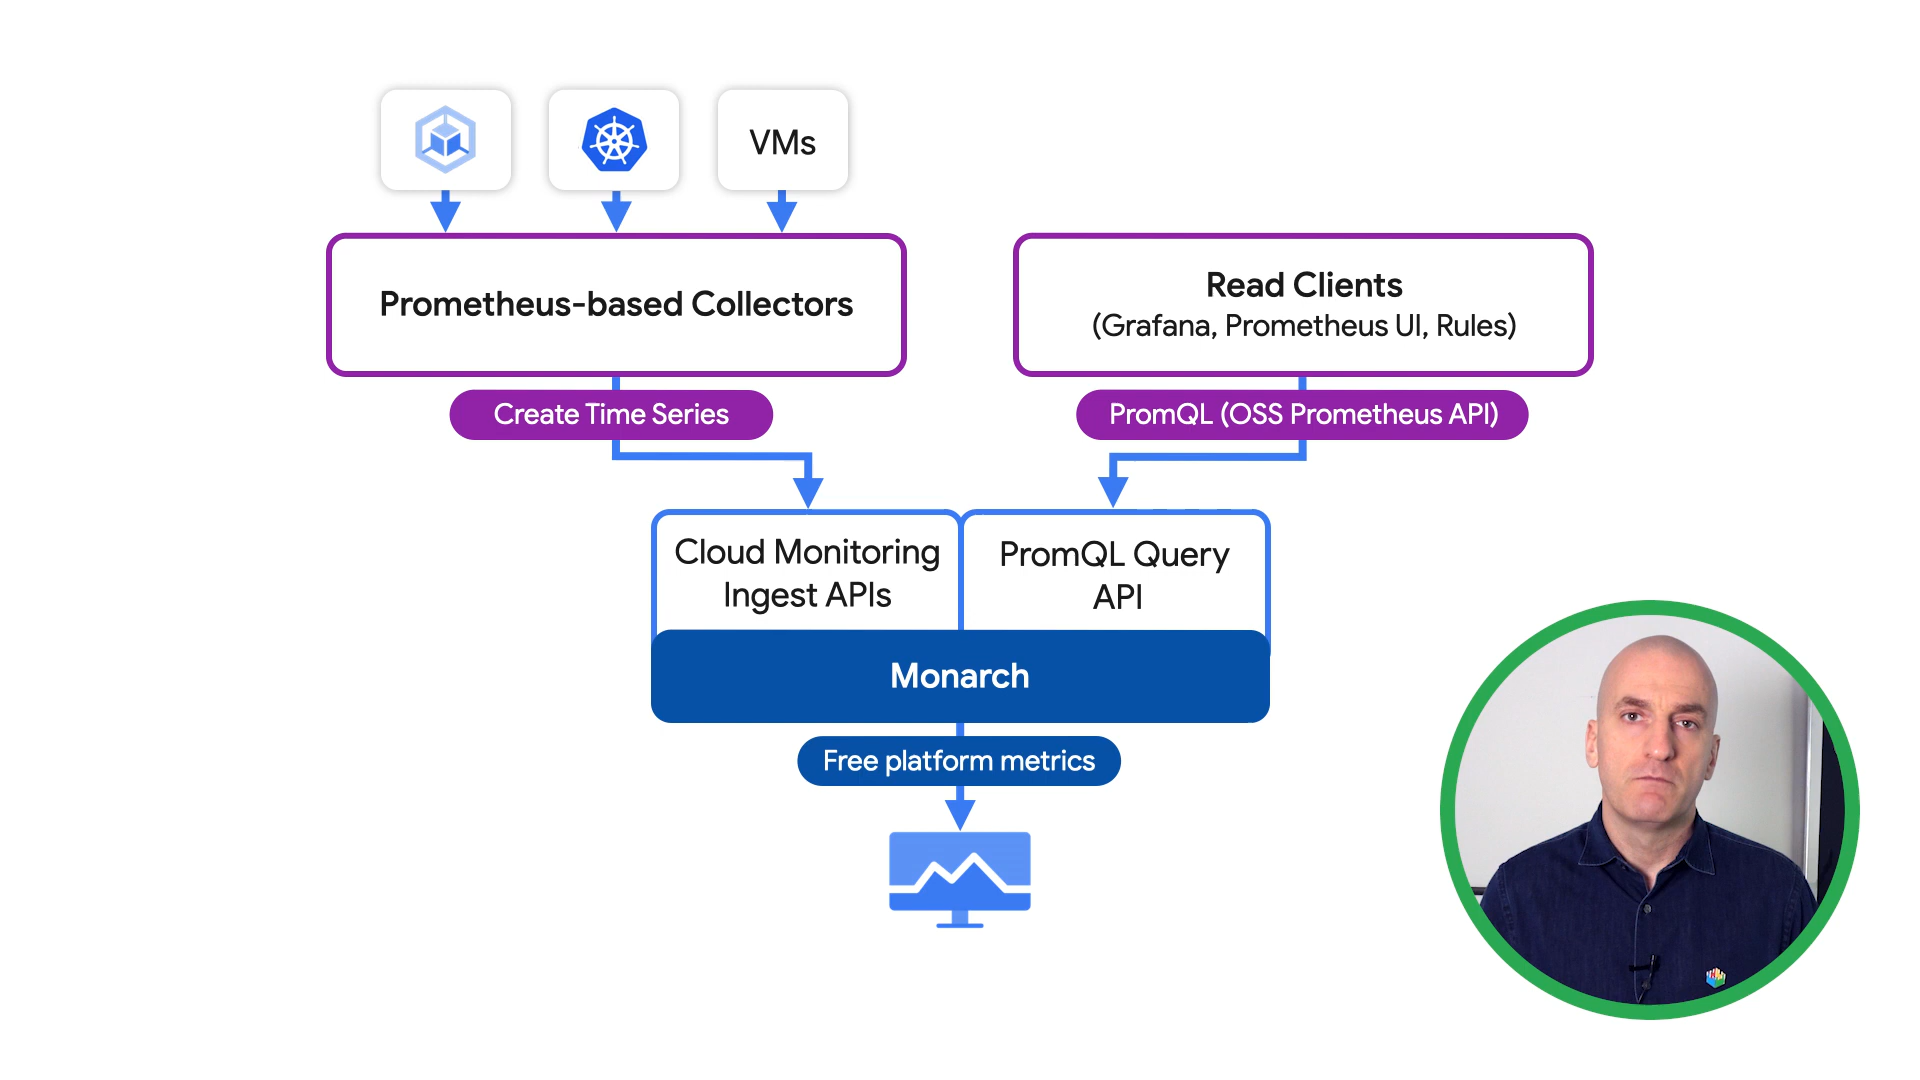 VMs
Prometheus-based Collectors
Read Clients
(Grafana, Prometheus UI, Rules)
Create Time Series
PromQL (OSS Prometheus API)
Cloud Monitoring
Ingest APIs
PromQL Query
API
Monarch
Free platform metrics